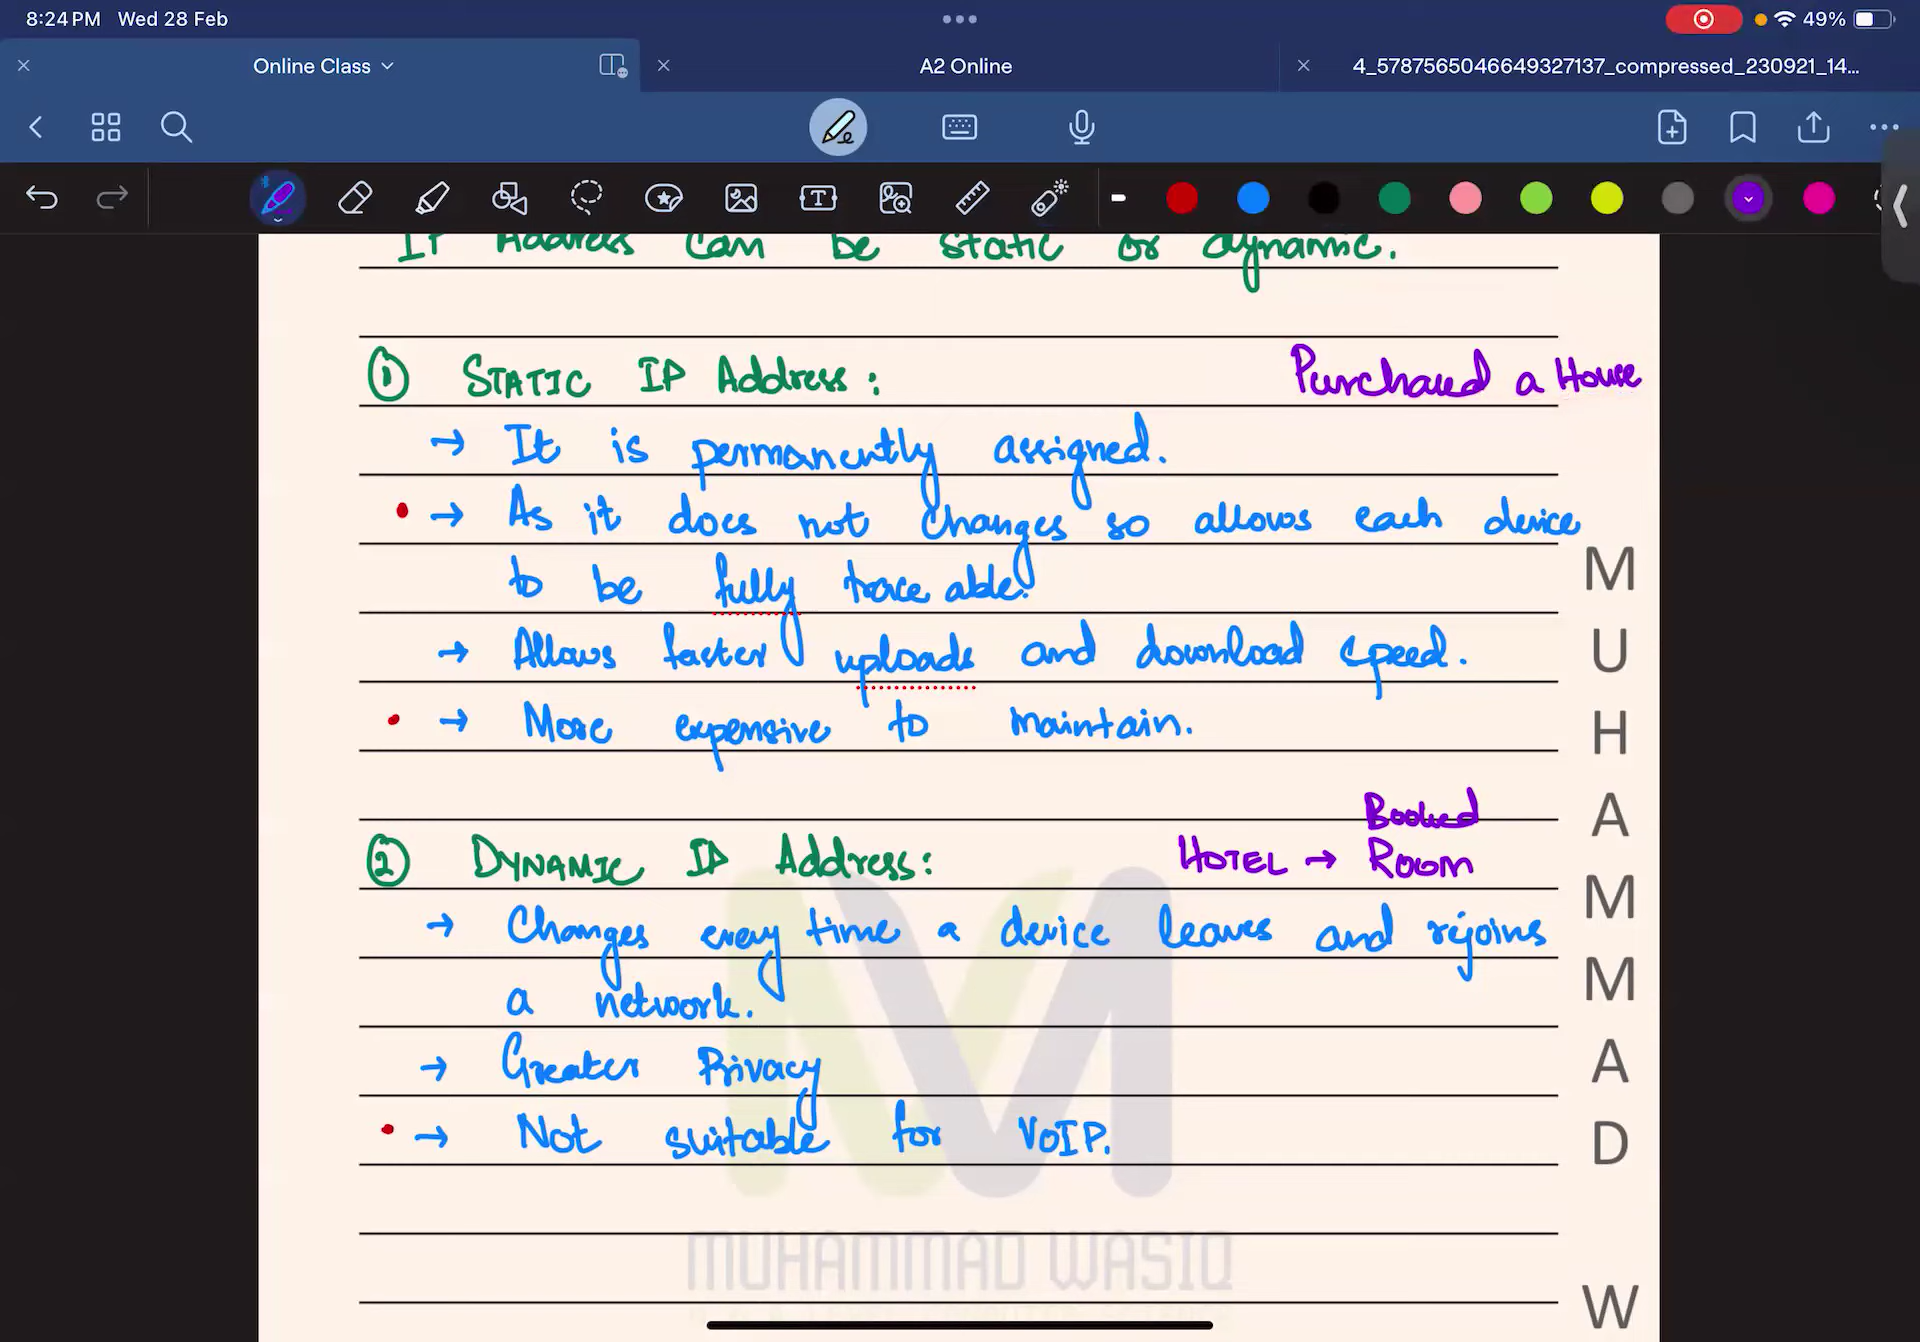 8:24 PM Wed 28 Feb
49%
Online Class
A2 Online
4_5787565046649327137_compressed_230921_14...
IP Address can be static or dynamic.
1 STATIC IP Address:
Purchased a House
→ It is permanently assigned.
→ As it does not changes so allows each device
to be fully trace able.
→ Allows faster uploads and download speed.
→ More expensive to maintain.
Booked
2 DYNAMIC IP Address:
HOTEL → ROOM
→ Changes every time a device leaves and rejoins
a network.
→ Greater Privacy
→ Not suitable for VOIP.
MUHAMMAD WASIQ
M
U
H
A
M
M
A
D
W